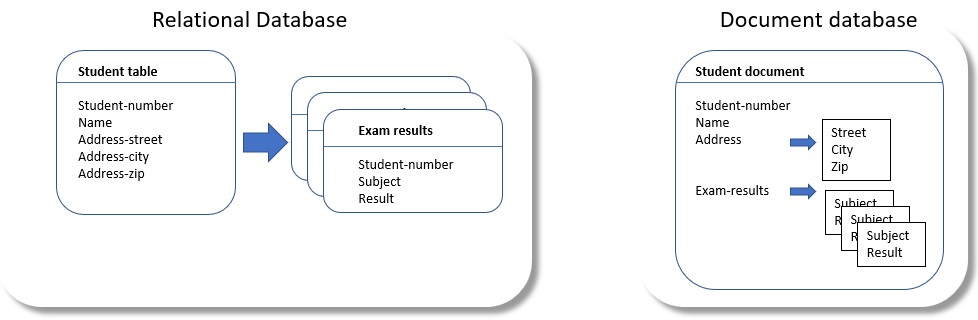 Relational Database
Student table
Student-number
Name
Address-street
Address-city
Address-zip
Exam results
Student-number
Subject
Result
Document database
Student document
Student-number
Name
Address
Street
City
Zip
Exam-results
Subject
R
Subject
R
Subject
Result